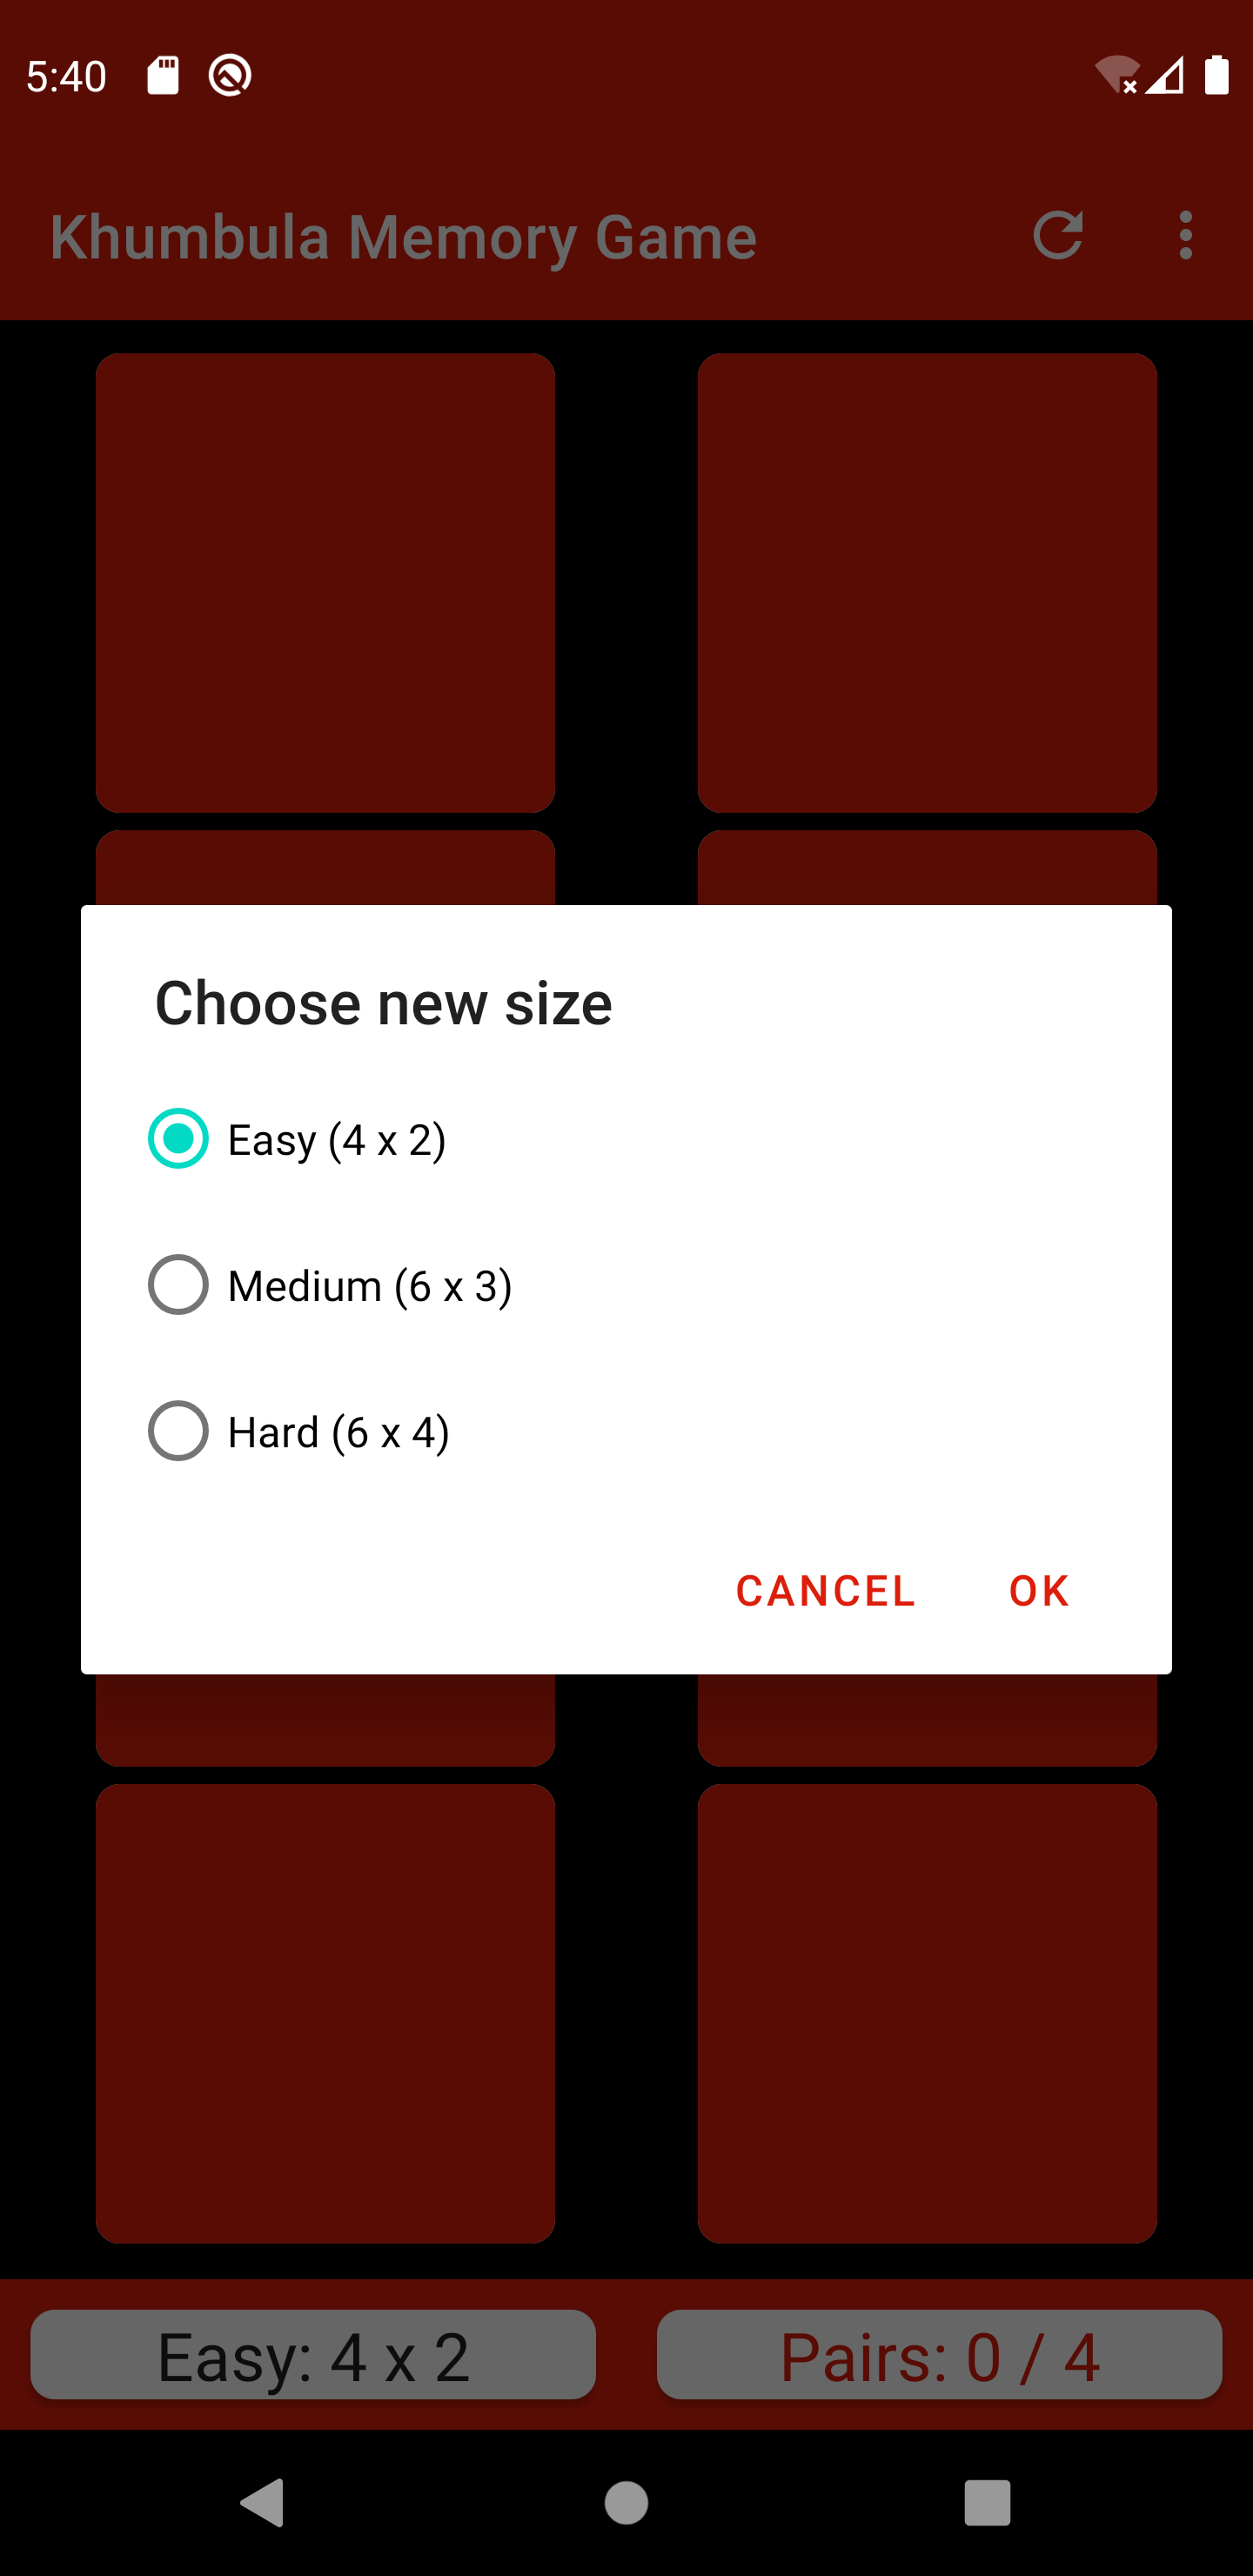 5:40
Khumbula Memory Game
Choose new size
Easy (4 x 2)
Medium (6 x 3)
Hard (6 x 4)
CANCEL OK
Easy: 4 x 2 Pairs: 0 / 4